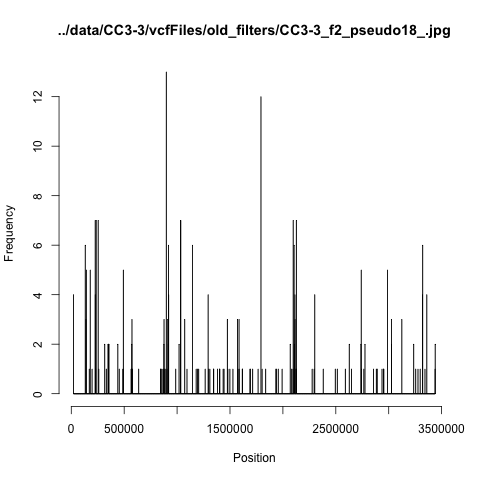 ../data/CC3-3/vcfFiles/old_filters/CC3-3_f2_pseudo18_.jpg
Frequency
12
10
8
6
4
2
0
0 500000 1500000 2500000 3500000
Position